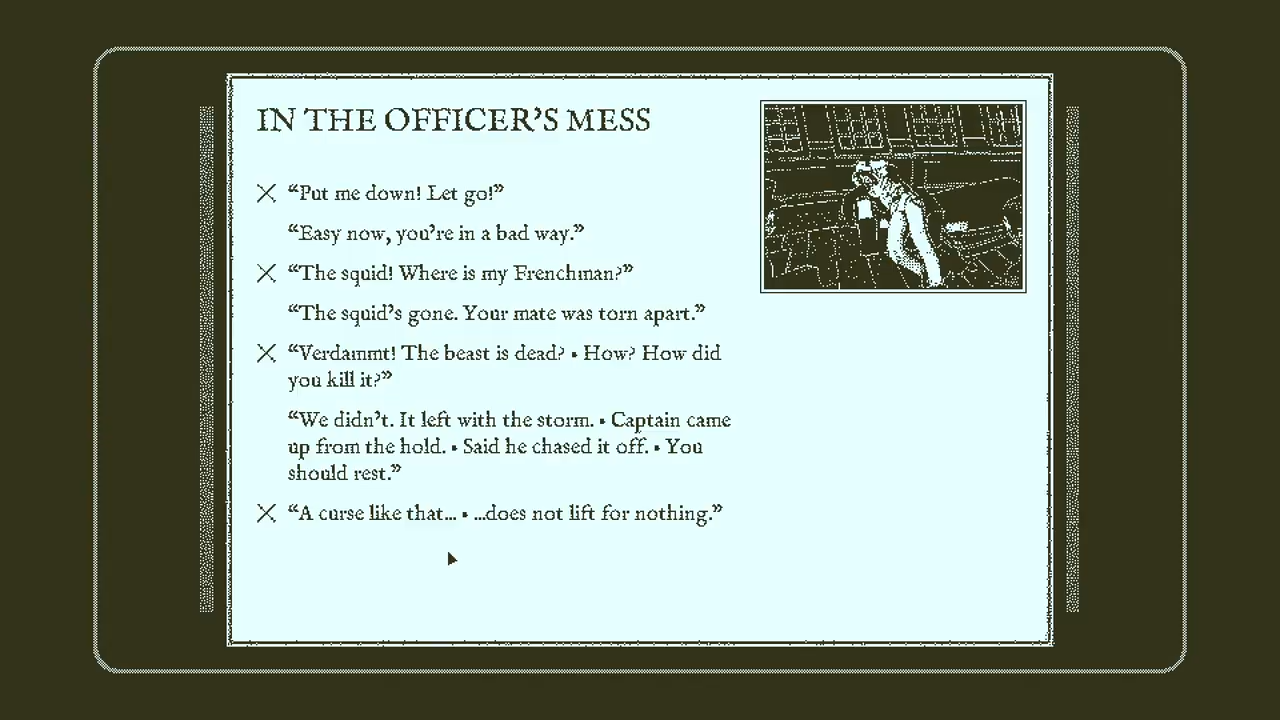 IN THE OFFICER'S MESS
“Put me down! Let go!”
“Easy now, you're in a bad way.”
“The squid! Where is my Frenchman?”
“The squid's gone. Your mate was torn apart.”
“Verdammt! The beast is dead? • How? How did
you kill it?”
“We didn't. It left with the storm. • Captain came
up from the hold. • Said he chased it off. • You
should rest.”
“A curse like that... • ...does not lift for nothing.”